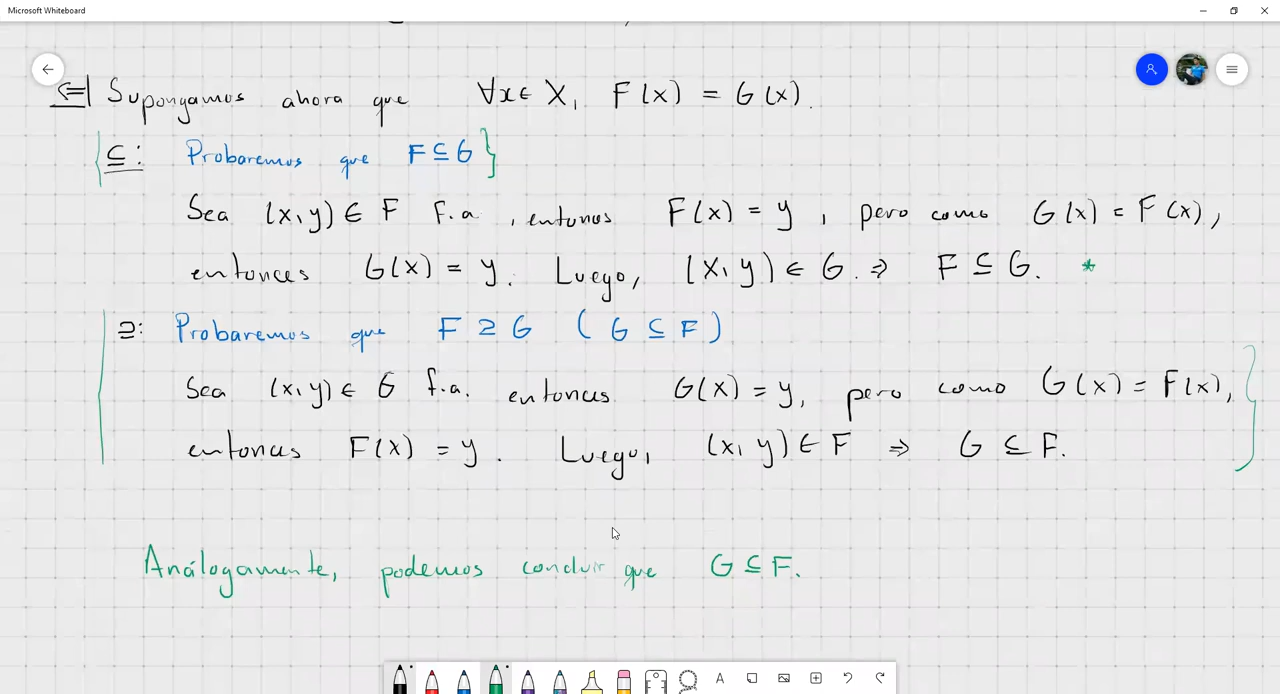 Microsoft Whiteboard
⇐| Supongamos ahora que ∀x∈ X, F(x) = G(x).
⊆: Probaremos que F⊆G
Sea (x,y) ∈ F f.a , entones F(x) = y , pero como G(x) = F(x),
entonces G(x) = y. Luego, (x,y) ∈ G. ⇒ F ⊆ G. *
⊇: Probaremos que F ⊇ G ( G ⊆ F )
Sea (x,y) ∈ G f.a. entonces G(x) = y, pero como G(x) = F(x),
entonces F(x) = y . Luego, (x,y) ∈ F ⇒ G ⊆ F.
Análogamente, podemos concluir que G ⊆ F.
A